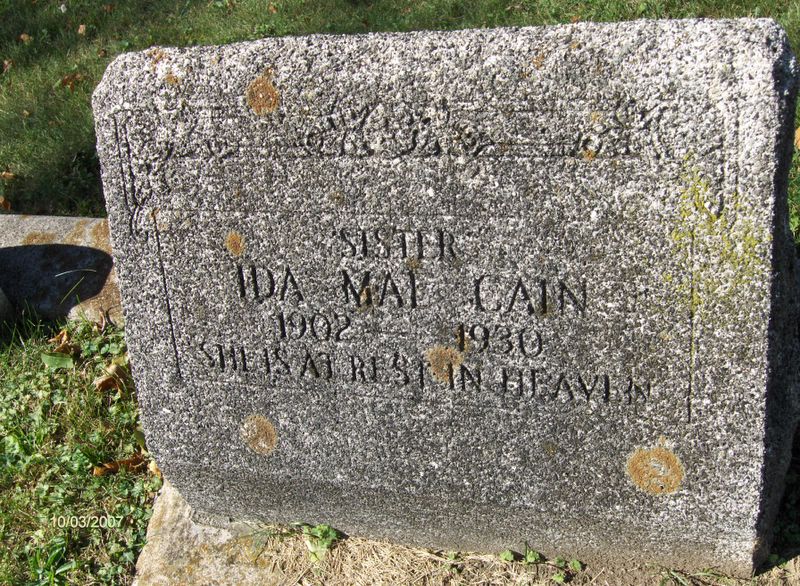 SISTER
IDA MAE CAIN
1902 1930
SHE IS AT REST IN HEAVEN
10/03/2007